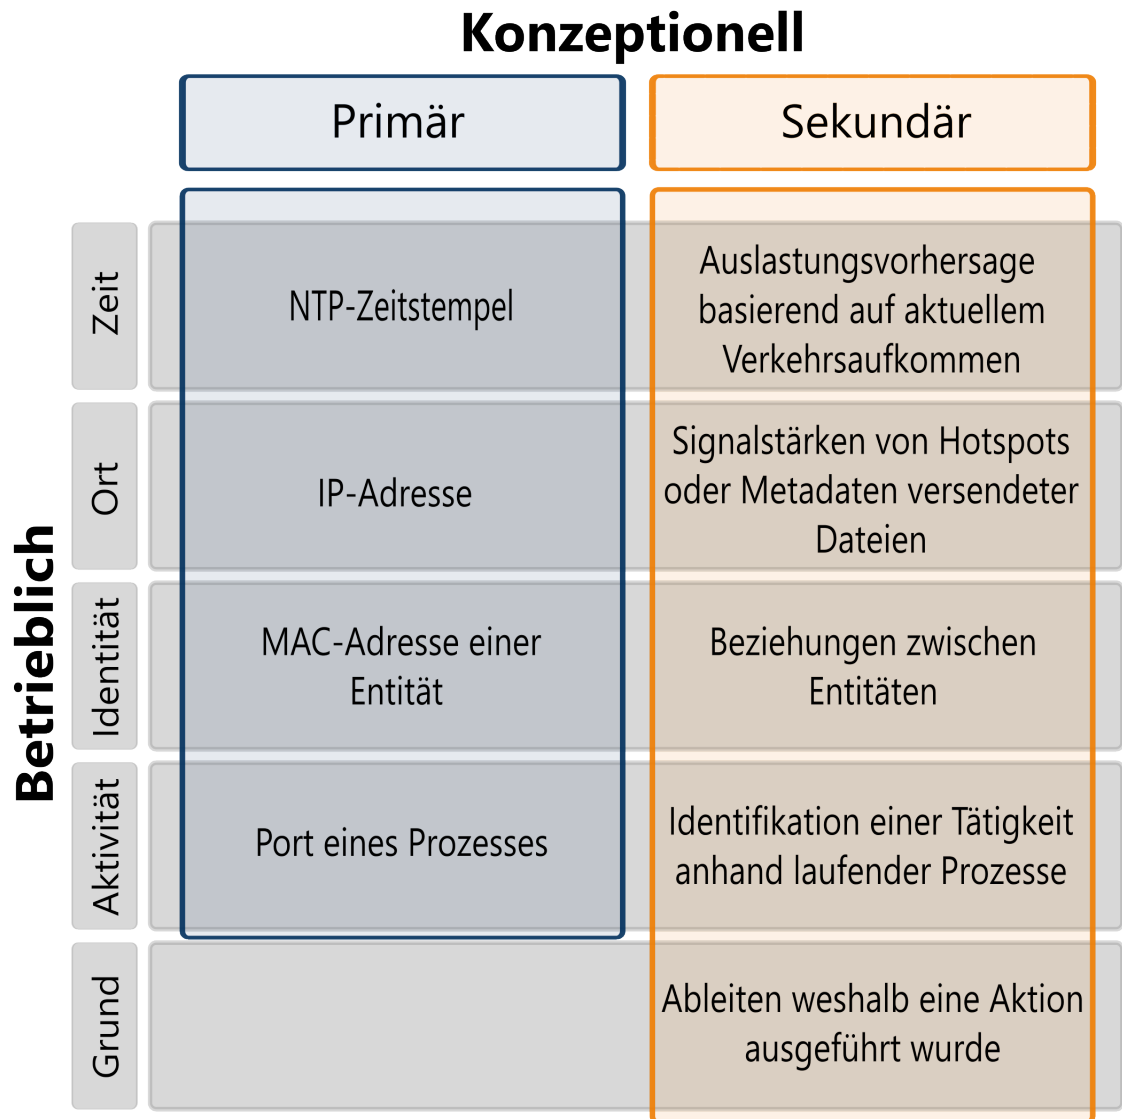 Konzeptionell
Primär
Sekundär
Betrieblich
Zeit
NTP-Zeitstempel
Auslastungsvorhersage
basierend auf aktuellem
Verkehrsaufkommen
Ort
IP-Adresse
Signalstärken von Hotspots
oder Metadaten versendeter
Dateien
Identität
MAC-Adresse einer
Entität
Beziehungen zwischen
Entitäten
Aktivität
Port eines Prozesses
Identifikation einer Tätigkeit
anhand laufender Prozesse
Grund
Ableiten weshalb eine Aktion
ausgeführt wurde